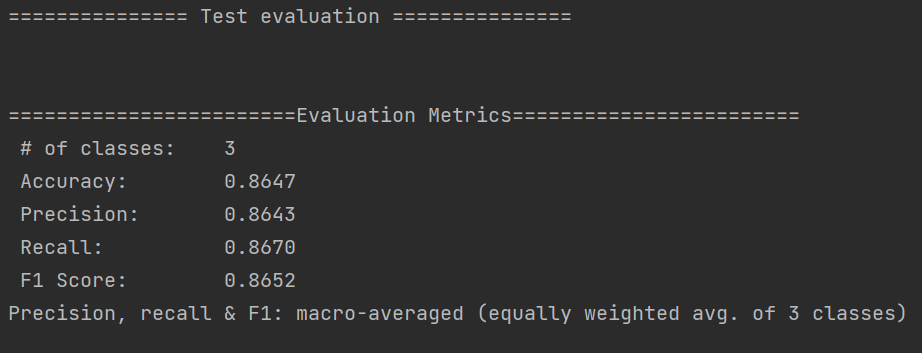 =============== Test evaluation ===============
========================Evaluation Metrics========================
# of classes: 3
Accuracy: 0.8647
Precision: 0.8643
Recall: 0.8670
F1 Score: 0.8652
Precision, recall & F1: macro-averaged (equally weighted avg. of 3 classes)